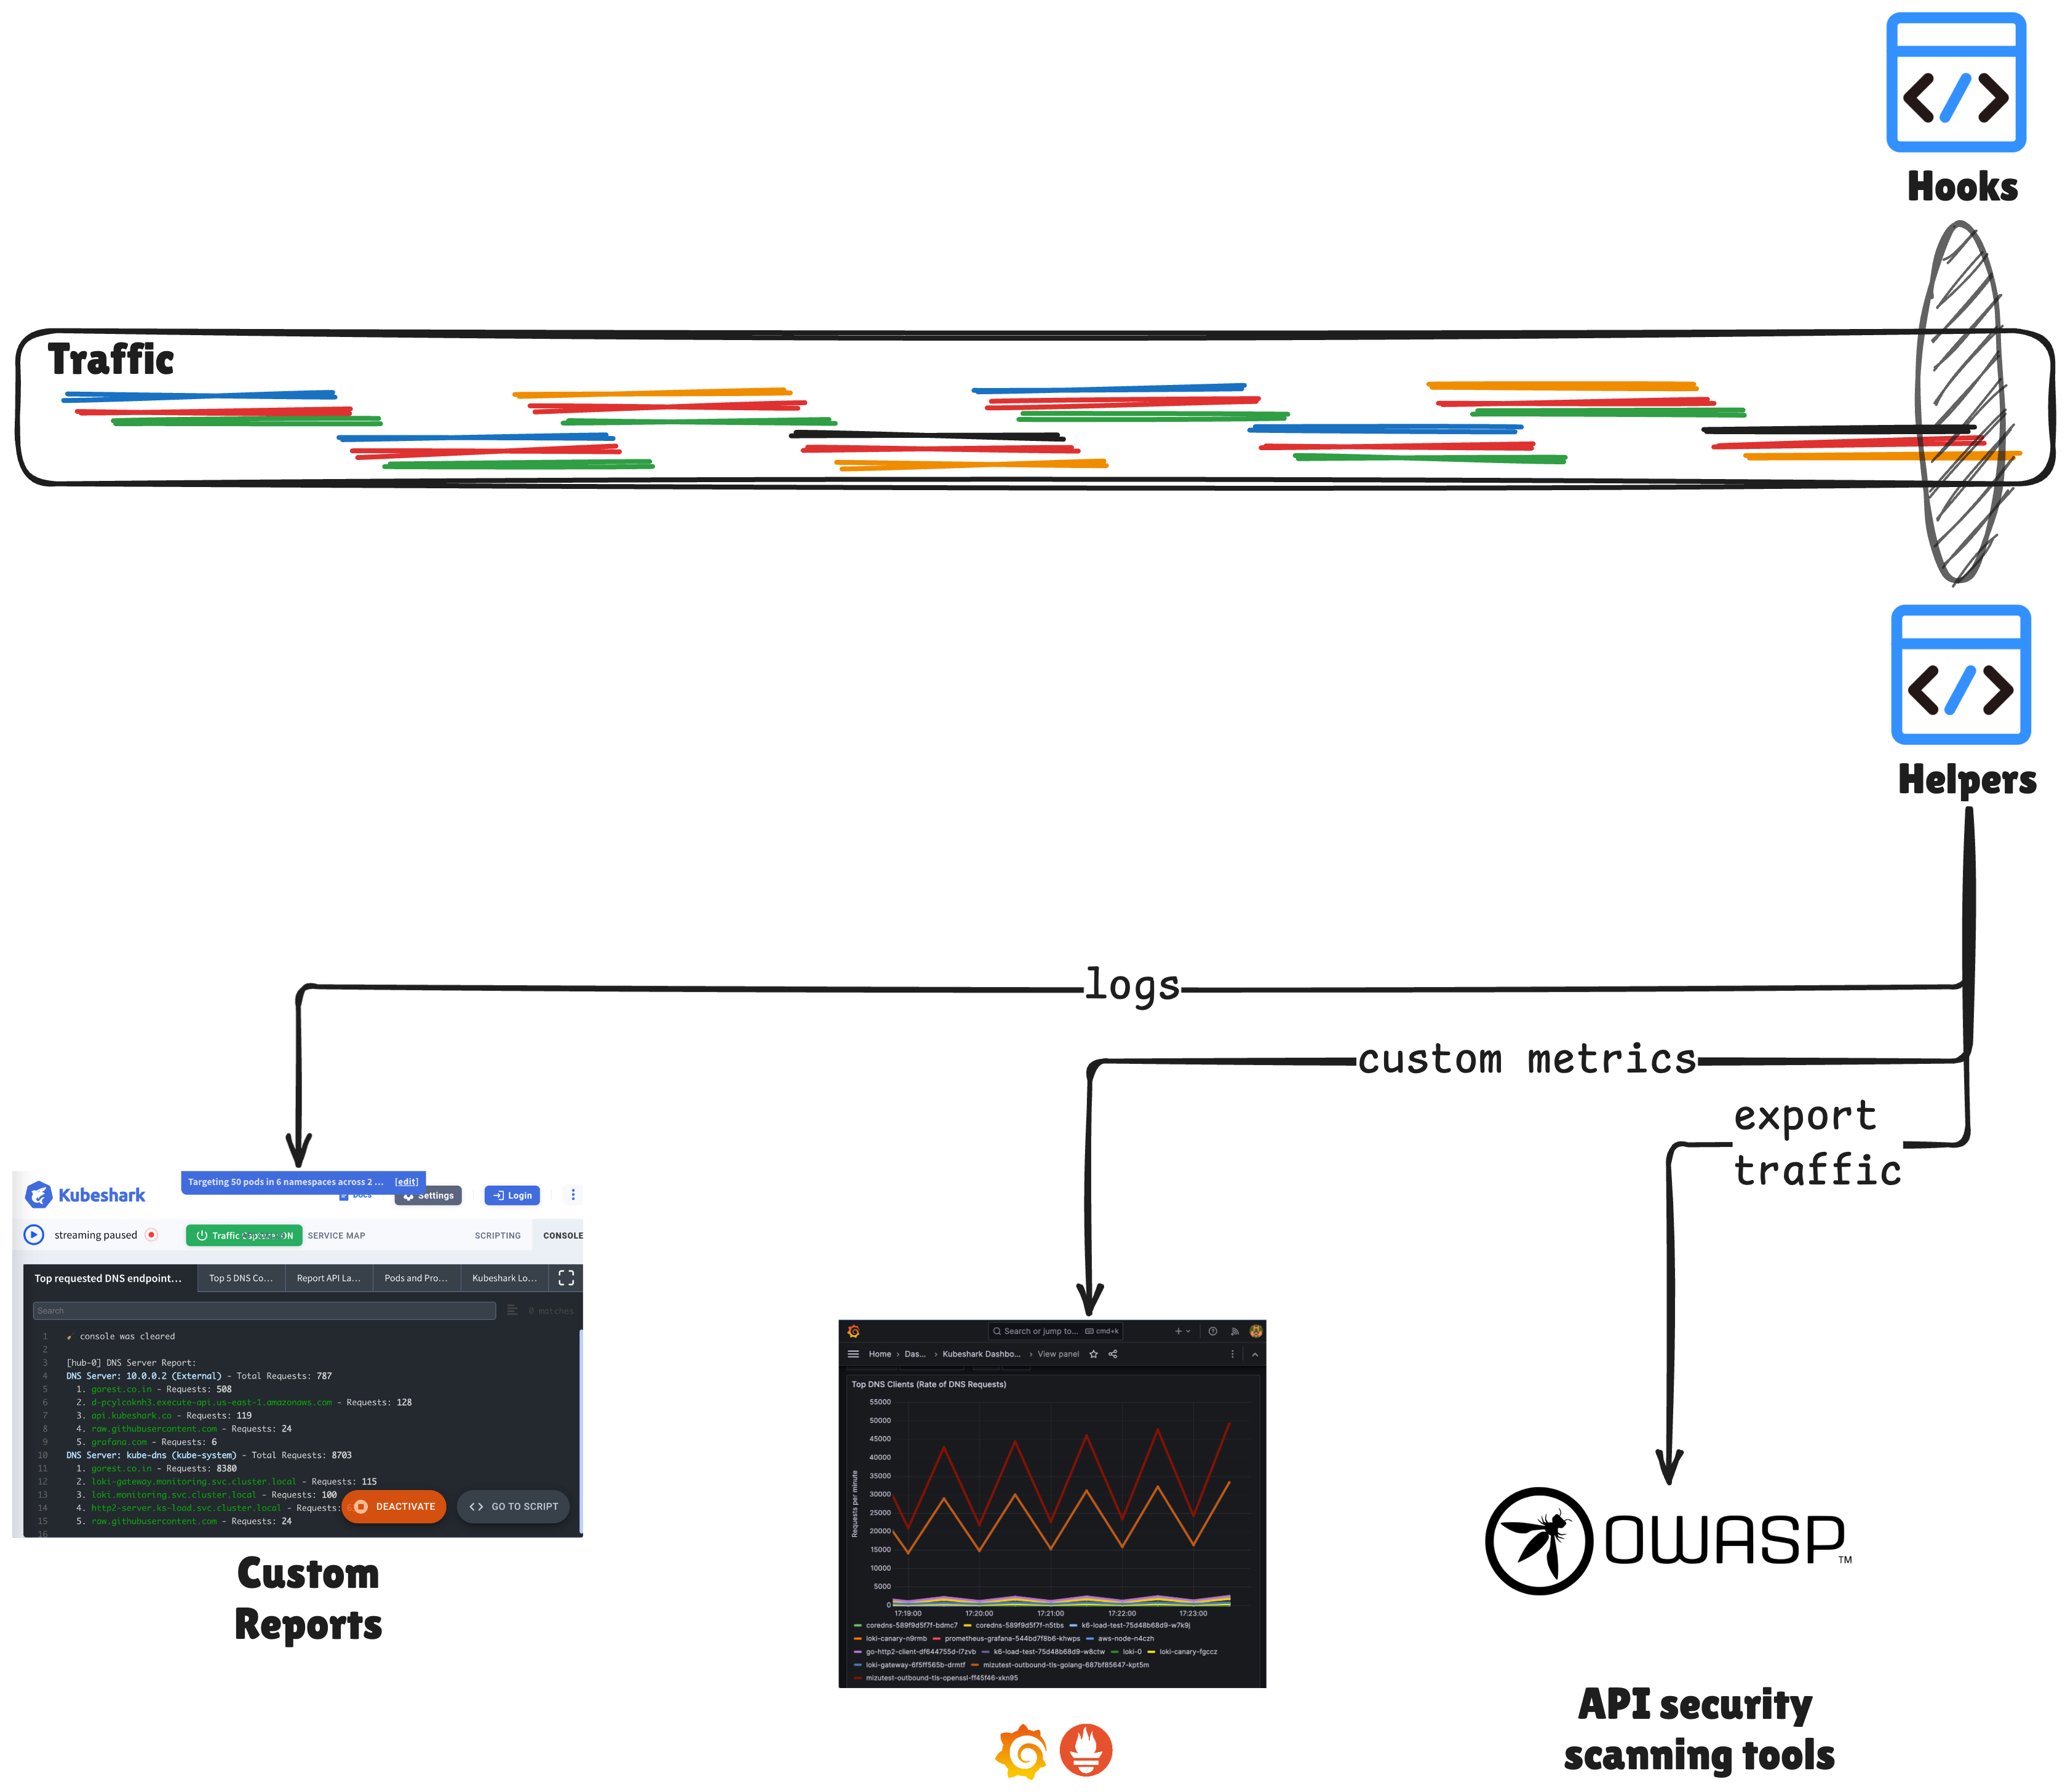 Hooks
Traffic
Helpers
logs
custom metrics
export
traffic
Kubeshark
Targeting 50 pods in 6 namespaces across 2 ... [edit]
Docs
Settings
Login
streaming paused
Traffic ON
SERVICE MAP
SCRIPTING
CONSOLE
Top requested DNS endpoint...
Top 5 DNS Co...
Report API La...
Pods and Pro...
Kubeshark Lo...
Search
0 matches
1 console was cleared
2
3 [hub-0] DNS Server Report:
4 DNS Server: 10.0.0.2 (External) - Total Requests: 787
5 1. gorest.co.in - Requests: 508
6 2. d-pcylcoknh3.execute-api.us-east-1.amazonaws.com - Requests: 128
7 3. api.kubeshark.co - Requests: 119
8 4. raw.githubusercontent.com - Requests: 24
9 5. grafana.com - Requests: 6
10 DNS Server: kube-dns (kube-system) - Total Requests: 8703
11 1. gorest.co.in - Requests: 8380
12 2. loki-gateway.monitoring.svc.cluster.local - Requests: 115
13 3. loki.monitoring.svc.cluster.local - Requests: 100
14 4. http2-server.ks-load.svc.cluster.local - Requests:
15 5. raw.githubusercontent.com - Requests: 24
16
DEACTIVATE
GO TO SCRIPT
Custom
Reports
Search or jump to... cmd+k
Home › Das... › Kubeshark Dashbo... › View panel
Top DNS Clients (Rate of DNS Requests)
Requests per minute
55000
50000
45000
40000
35000
30000
25000
20000
15000
10000
5000
0
17:19:00 17:20:00 17:21:00 17:22:00 17:23:00
coredns-589f9d5f7f-bdmc7 coredns-589f9d5f7f-n5tbs k6-load-test-75d48b68d9-w7k9j
loki-canary-n9rmb prometheus-grafana-544bd7f8b6-khwps aws-node-n4czh
go-http2-client-df644755d-l7zvb k6-load-test-75d48b68d9-w8ctw loki-0 loki-canary-fgccz
loki-gateway-6f5ff565b-drmtf mizutest-outbound-tls-golang-687bf85647-kpt5m
mizutest-outbound-tls-openssl-ff45f46-xkn95
OWASP TM
API security
scanning tools